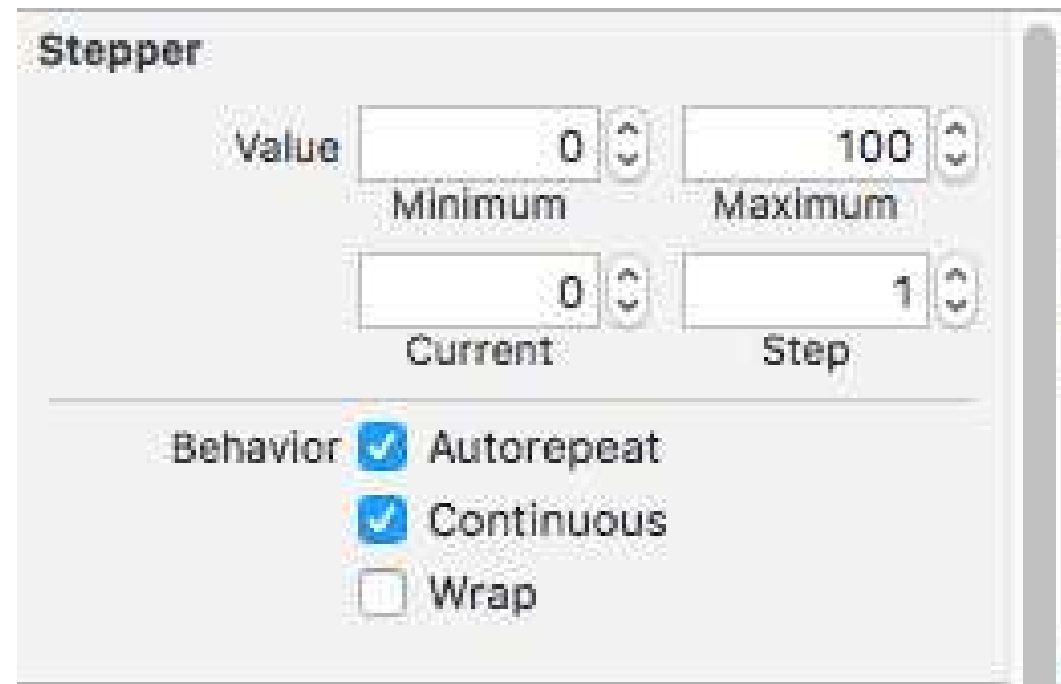 Stepper
Value 0 100
Minimum Maximum
0 1
Current Step
Behavior Autorepeat
Continuous
Wrap